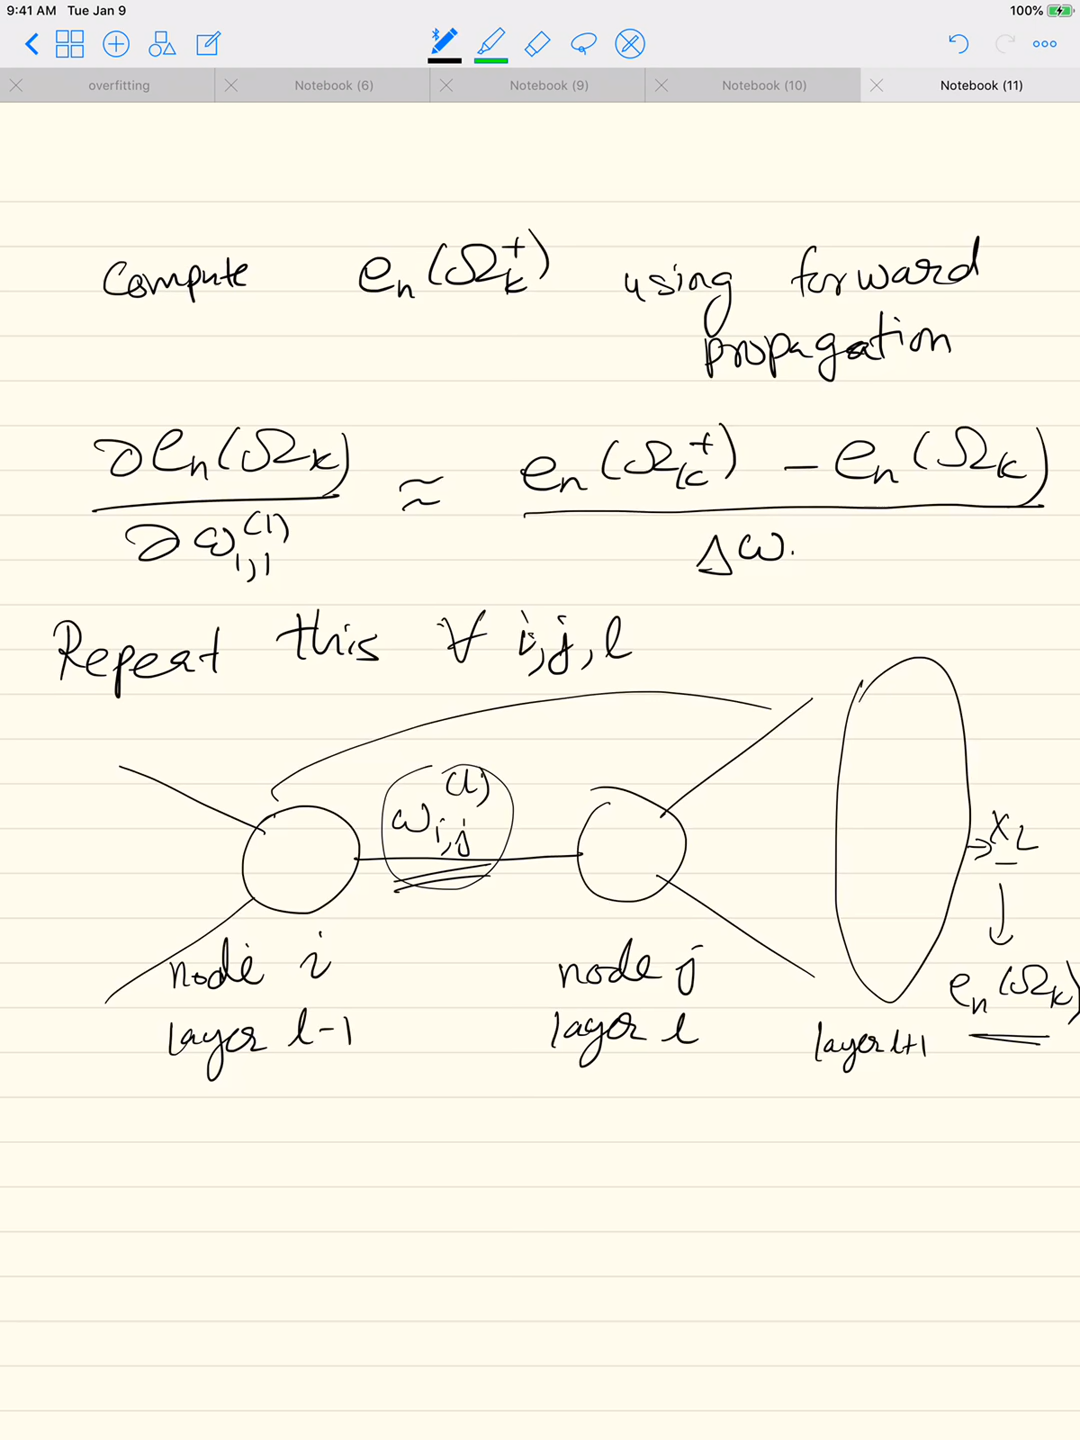 9:41 AM Tue Jan 9 100%
overfitting Notebook (6) Notebook (9) Notebook (10) Notebook (11)
Compute eₙ(Ωₖ⁺) using forward
propagation
∂eₙ(Ωₖ) / ∂ω₁,₁⁽¹⁾ ≈ (eₙ(Ωₖ⁺) − eₙ(Ωₖ)) / Δω.
Repeat this ∀ i,j,l
ω_{i,j}^{(l)}
→ X_L
↓
eₙ(Ωₖ)
node i node j
layer l-1 layer l layer l+1